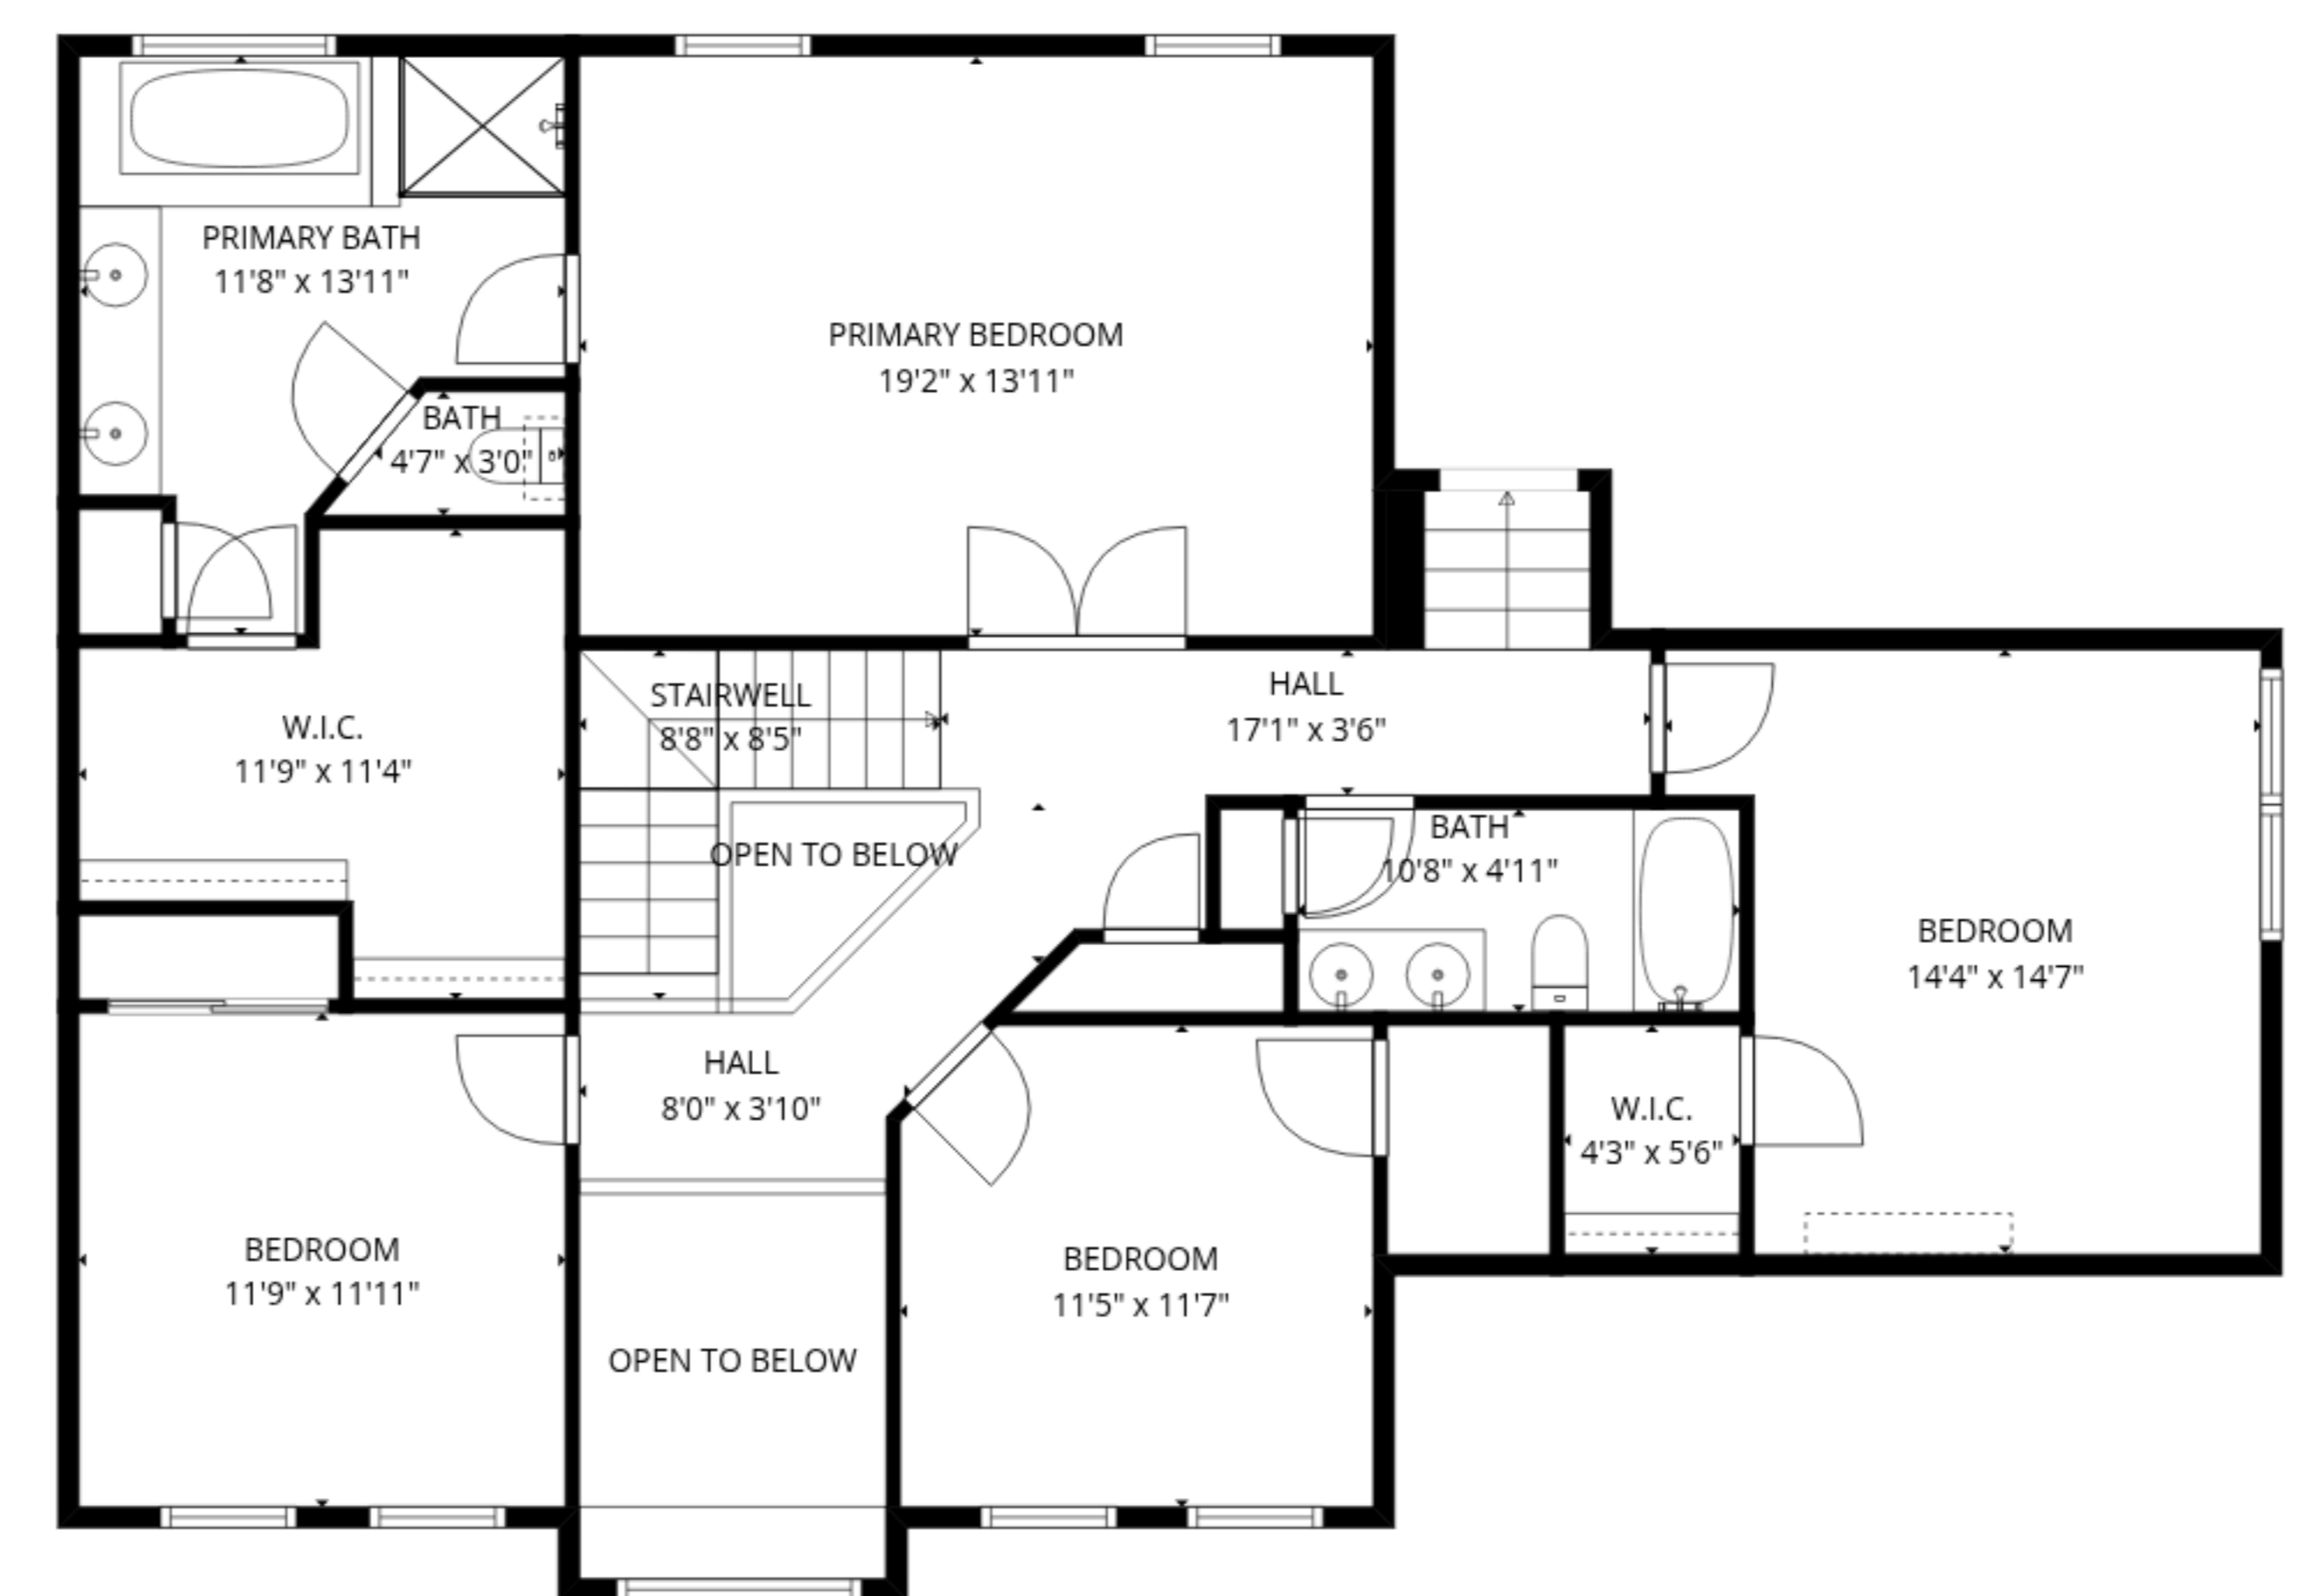 PRIMARY BATH
11'8" x 13'11"
PRIMARY BEDROOM
19'2" x 13'11"
BATH
4'7" x 3'0"
W.I.C.
11'9" x 11'4"
STAIRWELL
8'8" x 8'5"
HALL
17'1" x 3'6"
OPEN TO BELOW
BATH
10'8" x 4'11"
BEDROOM
14'4" x 14'7"
HALL
8'0" x 3'10"
W.I.C.
4'3" x 5'6"
BEDROOM
11'9" x 11'11"
BEDROOM
11'5" x 11'7"
OPEN TO BELOW